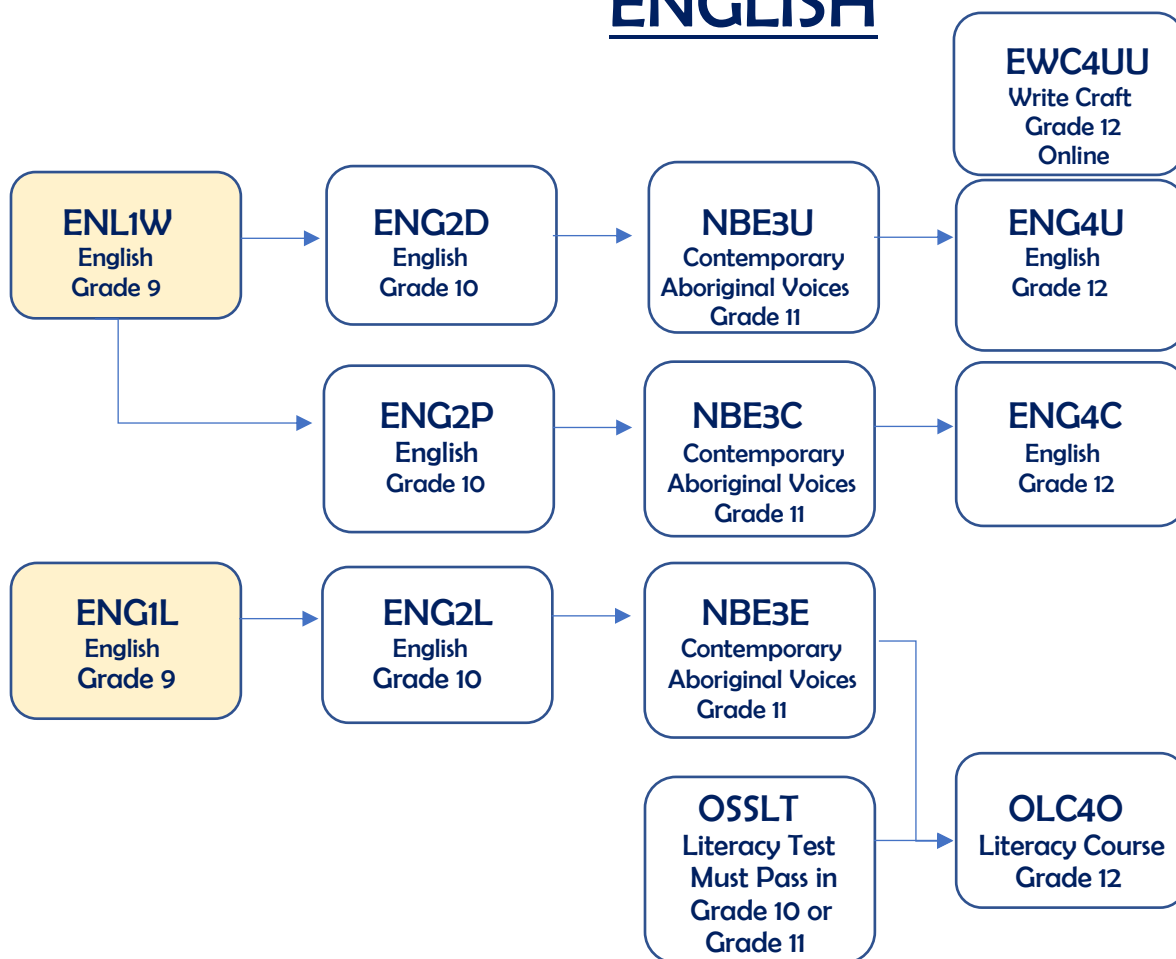 ENGLISH
EWC4UU
Write Craft
Grade 12
Online
ENL1W
English
Grade 9
ENG2D
English
Grade 10
NBE3U
Contemporary
Aboriginal Voices
Grade 11
ENG4U
English
Grade 12
ENG2P
English
Grade 10
NBE3C
Contemporary
Aboriginal Voices
Grade 11
ENG4C
English
Grade 12
ENG1L
English
Grade 9
ENG2L
English
Grade 10
NBE3E
Contemporary
Aboriginal Voices
Grade 11
OSSLT
Literacy Test
Must Pass in
Grade 10 or
Grade 11
OLC4O
Literacy Course
Grade 12